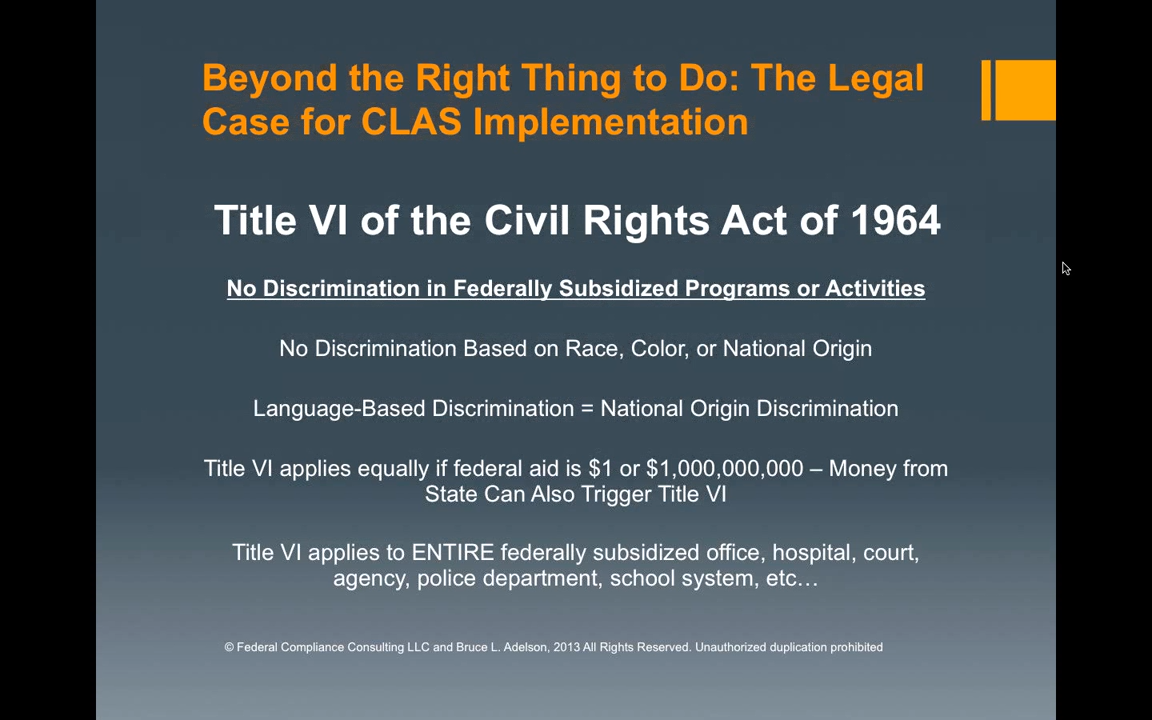 Beyond the Right Thing to Do: The Legal
Case for CLAS Implementation
Title VI of the Civil Rights Act of 1964
No Discrimination in Federally Subsidized Programs or Activities
No Discrimination Based on Race, Color, or National Origin
Language-Based Discrimination = National Origin Discrimination
Title VI applies equally if federal aid is $1 or $1,000,000,000 – Money from
State Can Also Trigger Title VI
Title VI applies to ENTIRE federally subsidized office, hospital, court,
agency, police department, school system, etc…
© Federal Compliance Consulting LLC and Bruce L. Adelson, 2013 All Rights Reserved. Unauthorized duplication prohibited